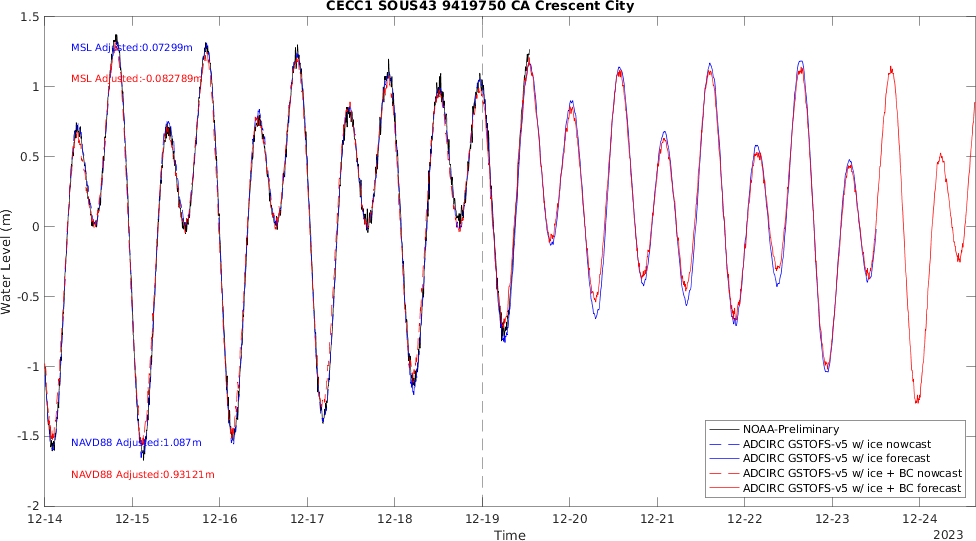 CECC1 SOUS43 9419750 CA Crescent City
1.5
1
0.5
0
-0.5
-1
-1.5
-2
Water Level (m)
MSL Adjusted:0.07299m
MSL Adjusted:-0.082789m
NAVD88 Adjusted:1.087m
NAVD88 Adjusted:0.93121m
NOAA-Preliminary
ADCIRC GSTOFS-v5 w/ ice nowcast
ADCIRC GSTOFS-v5 w/ ice forecast
ADCIRC GSTOFS-v5 w/ ice + BC nowcast
ADCIRC GSTOFS-v5 w/ ice + BC forecast
12-14 12-15 12-16 12-17 12-18 12-19 12-20 12-21 12-22 12-23 12-24
Time
2023